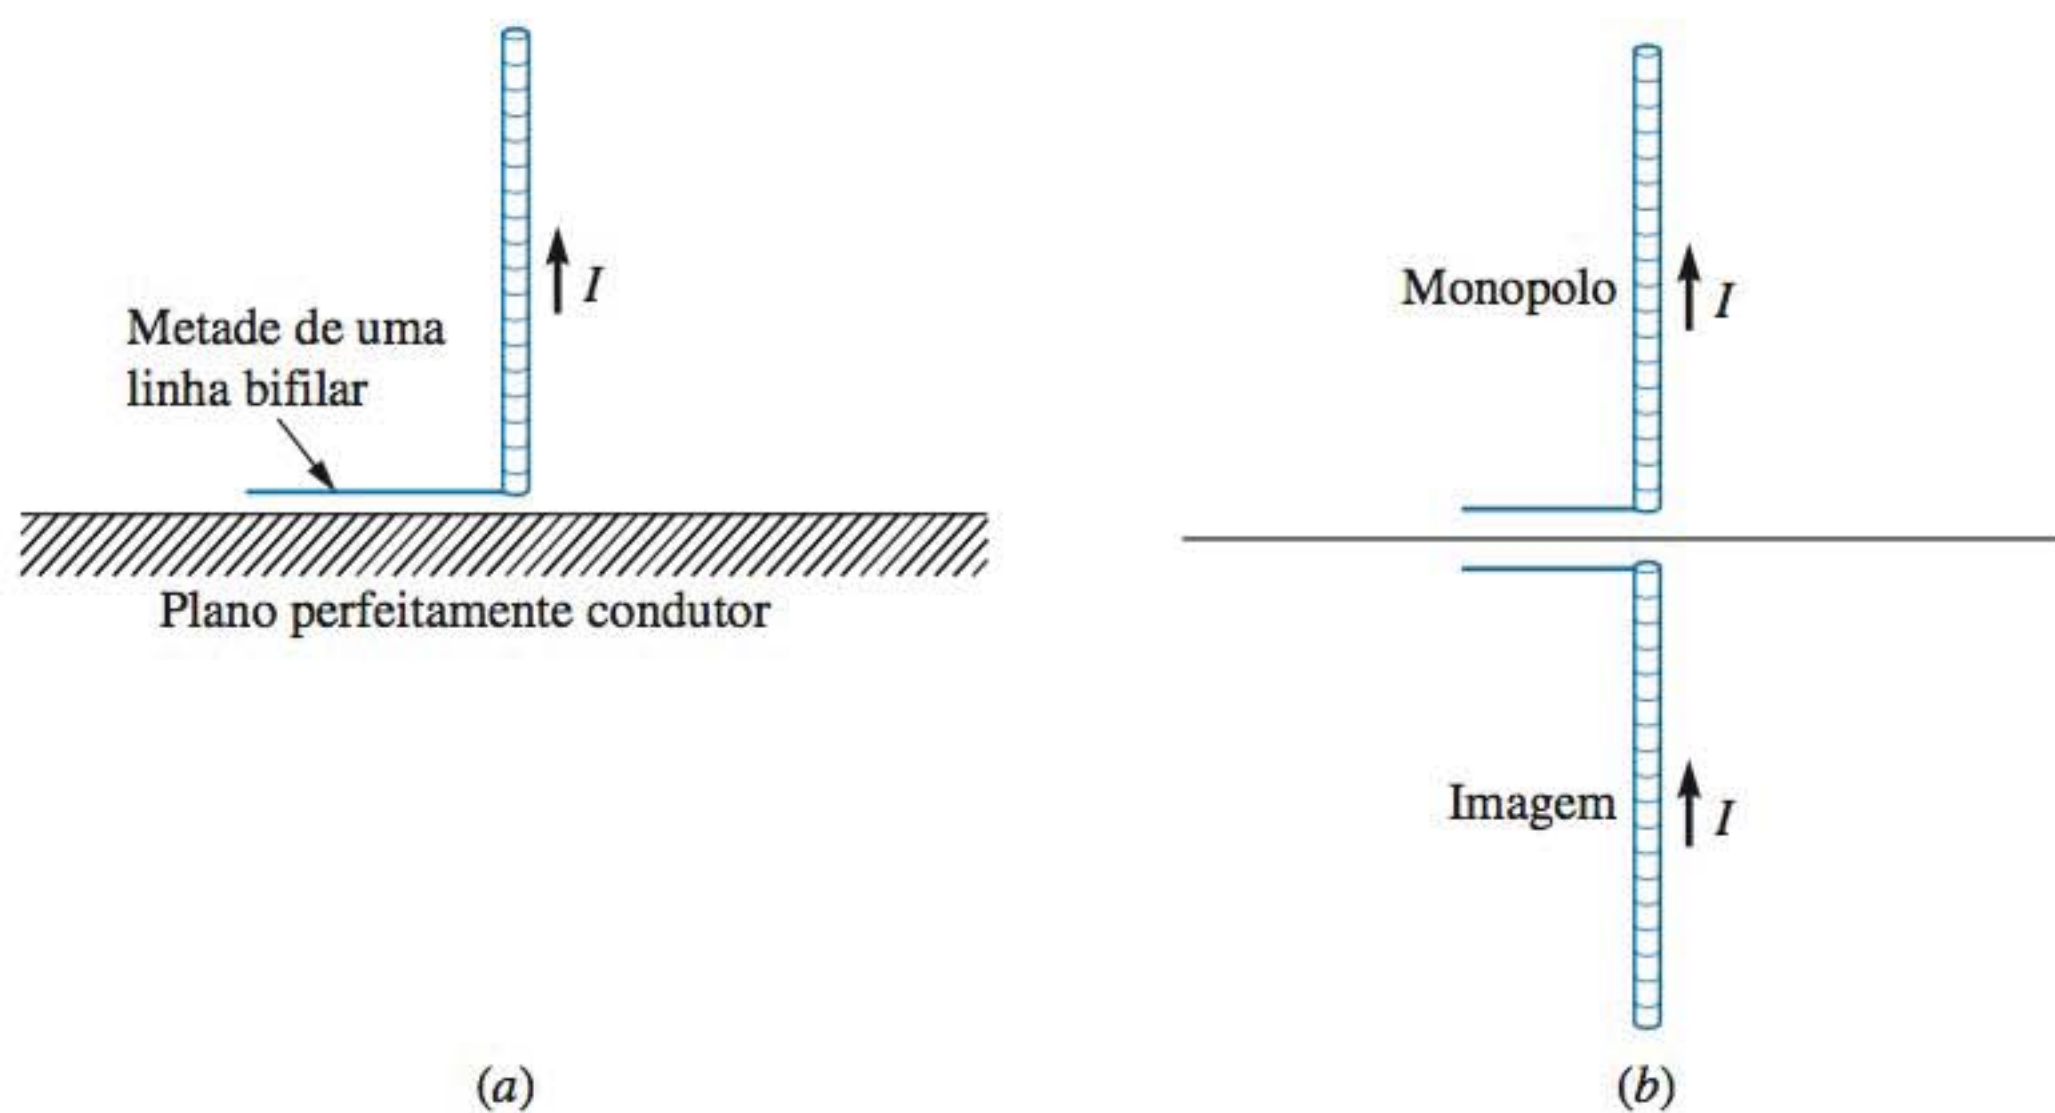 I
Metade de uma
linha bifilar
Plano perfeitamente condutor
(a)
Monopolo
I
Imagem
I
(b)